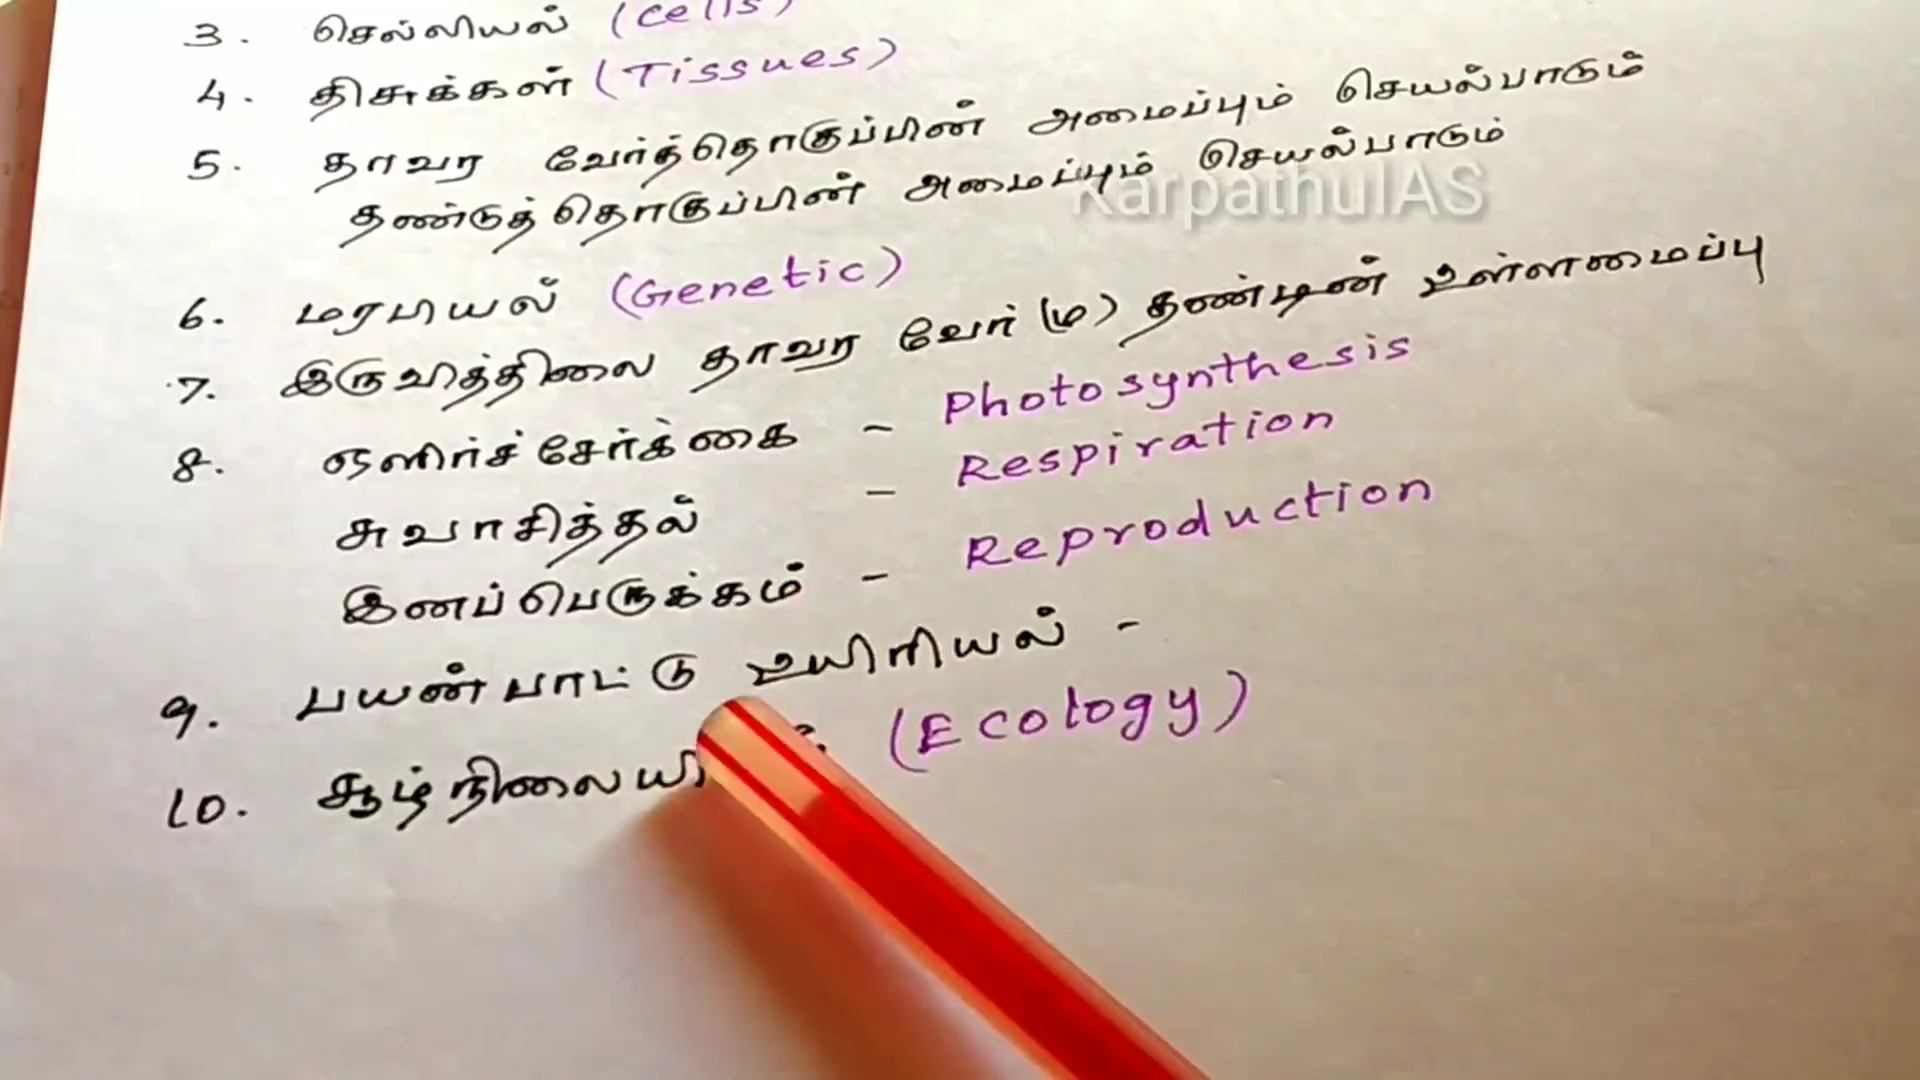 3. செல்லியல் (Cells)
4. திசுக்கள் (Tissues)
5. தாவர வேர்த்தொகுப்பின் அமைப்பும் செயல்பாடும்
தண்டுத் தொகுப்பின் அமைப்பும் செயல்பாடும்
KarpathuIAS
6. மரபியல் (Genetic)
7. இருவித்திலை தாவர வேர் (ம) தண்டின் உள்ளமைப்பு
8. ஒளிர்ச்சேர்க்கை - Photosynthesis
சுவாசித்தல் - Respiration
இனப்பெருக்கம் - Reproduction
9. பயன்பாட்டு உயிரியல் -
10. (Ecology)